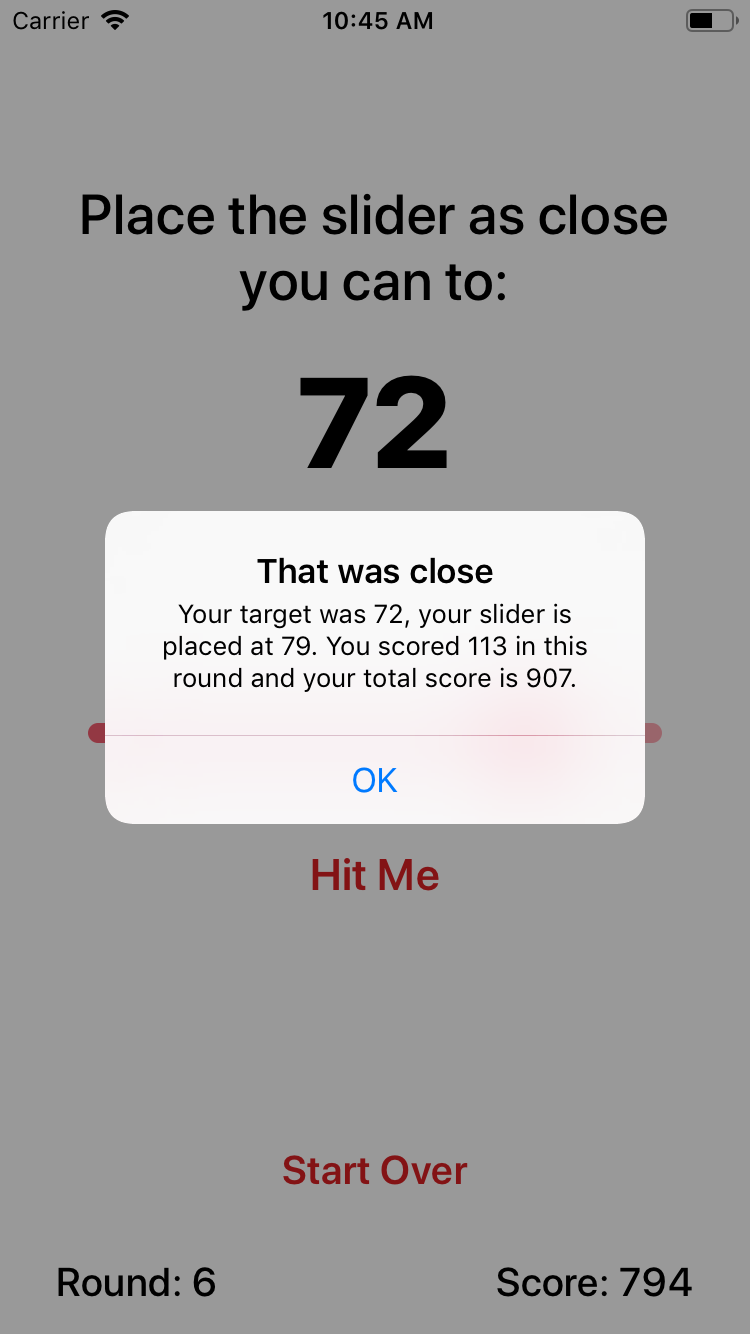 Carrier 10:45 AM
Place the slider as close
you can to:
72
That was close
Your target was 72, your slider is
placed at 79. You scored 113 in this
round and your total score is 907.
OK
Hit Me
Start Over
Round: 6 Score: 794